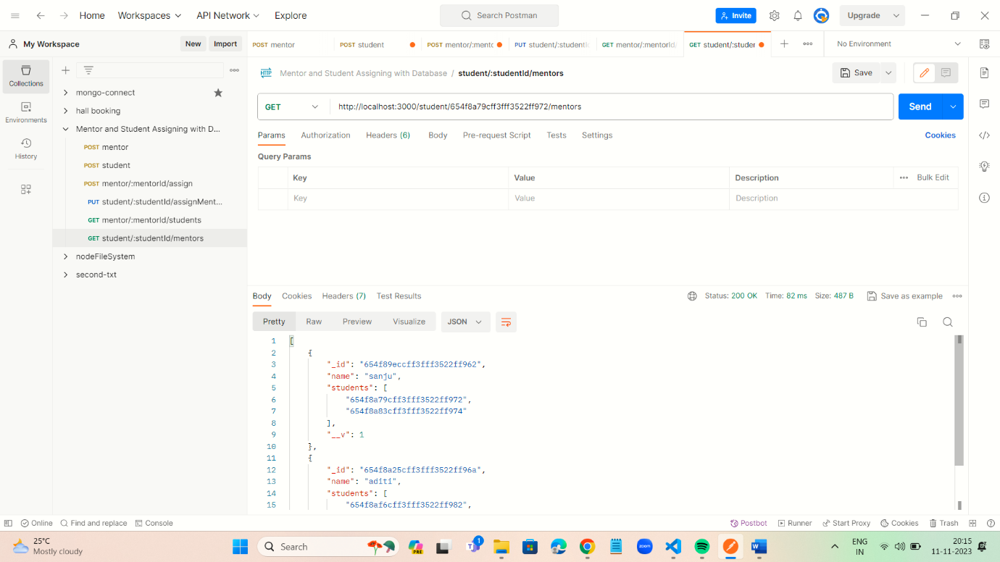 Home
Workspaces
API Network
Explore
Search Postman
Invite
Upgrade
My Workspace
New
Import
POST mentor
POST student
POST mentor/:mento
PUT student/:studentI
GET mentor/:mentorId/
GET student/:studer
No Environment
Collections
Environments
History
mongo-connect
hall booking
Mentor and Student Assigning with D...
POST mentor
POST student
POST mentor/:mentorId/assign
PUT student/:studentId/assignMent...
GET mentor/:mentorId/students
GET student/:studentId/mentors
nodeFileSystem
second-txt
HTTP Mentor and Student Assigning with Database / student/:studentId/mentors
Save
GET http://localhost:3000/student/654f8a79cff3fff3522ff972/mentors
Send
Params Authorization Headers (6) Body Pre-request Script Tests Settings Cookies
Query Params
Key Value Description Bulk Edit
Key Value Description
Body Cookies Headers (7) Test Results
Status: 200 OK Time: 82 ms Size: 487 B Save as example
Pretty Raw Preview Visualize JSON
1 [
2 {
3 "_id": "654f89eccff3fff3522ff962",
4 "name": "sanju",
5 "students": [
6 "654f8a79cff3fff3522ff972",
7 "654f8a83cff3fff3522ff974"
8 ],
9 "__v": 1
10 },
11 {
12 "_id": "654f8a25cff3fff3522ff96a",
13 "name": "aditi",
14 "students": [
15 "654f8af6cff3fff3522ff982",
Online Find and replace Console
Postbot Runner Start Proxy Cookies Trash
25°C
Mostly cloudy
Search
PRE
T 1
zoom
W
ENG
IN
20:15
11-11-2023